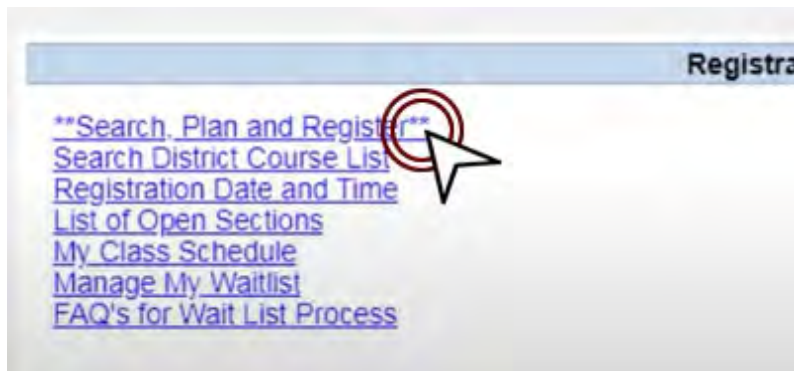 Registra
**Search, Plan and Register**
Search District Course List
Registration Date and Time
List of Open Sections
My Class Schedule
Manage My Waitlist
FAQ's for Wait List Process